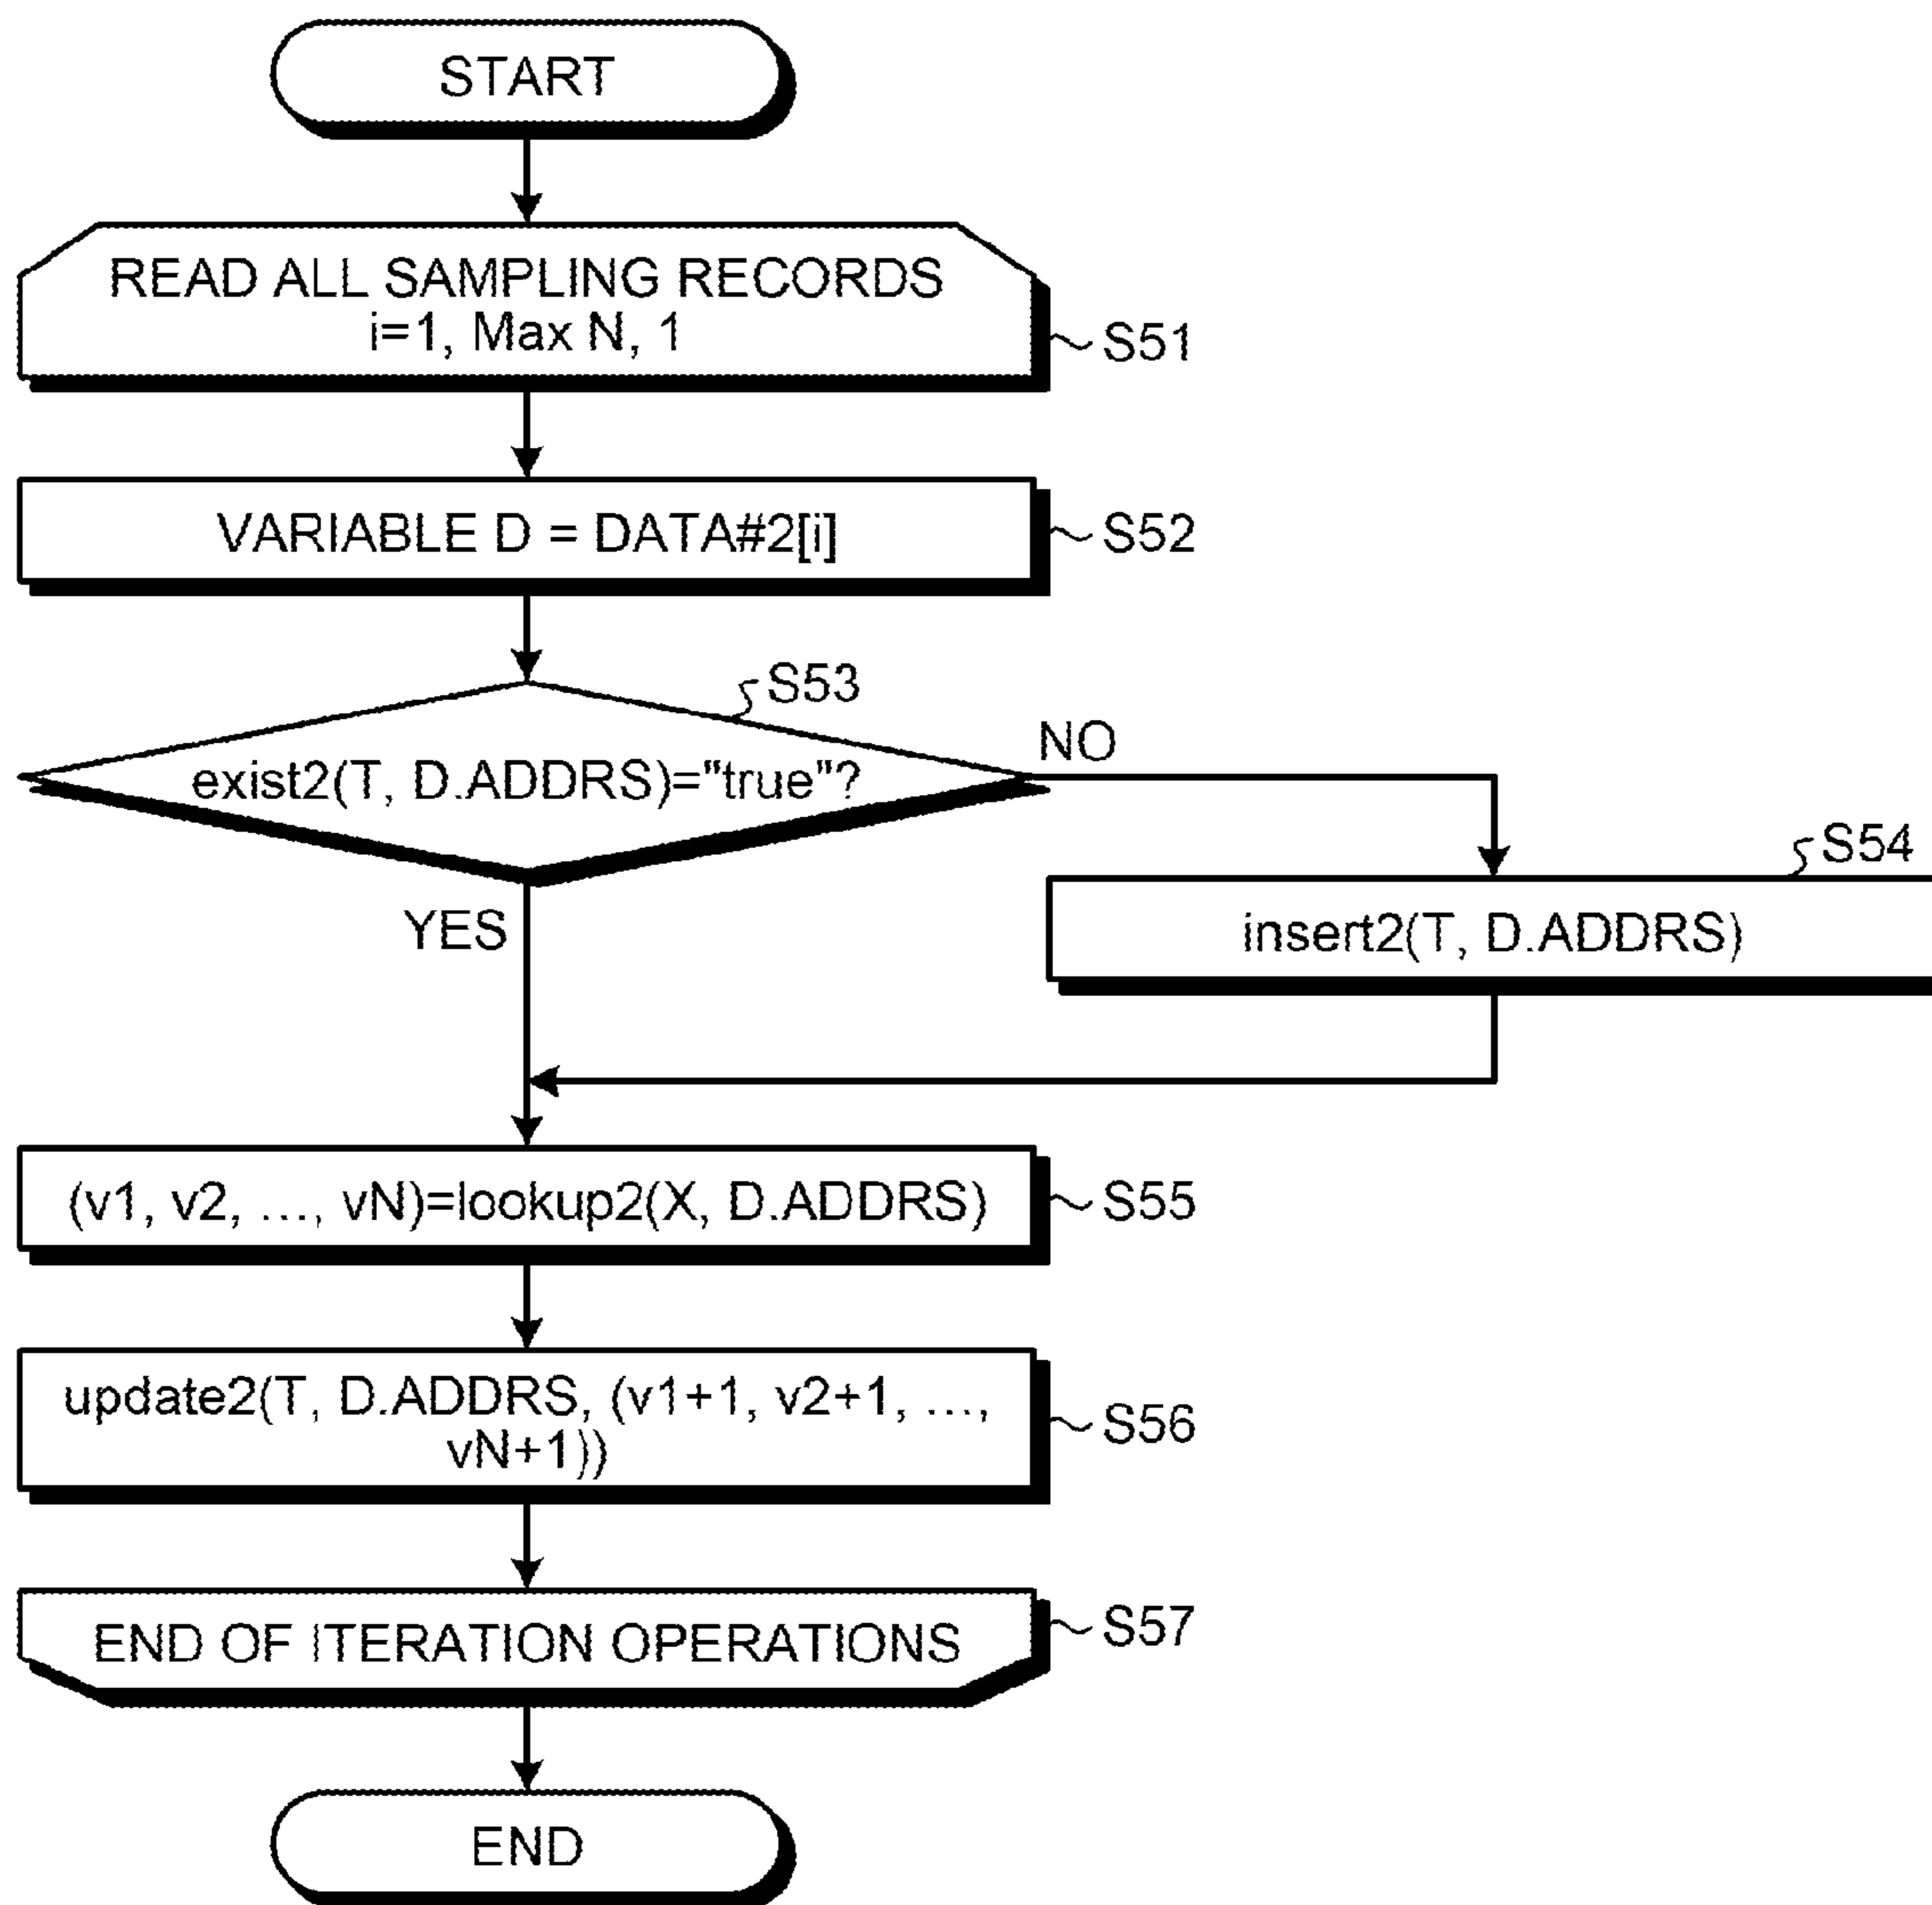 START
READ ALL SAMPLING RECORDS
i=1, Max N, 1
S51
VARIABLE D = DATA#2[i]
S52
S53
exist2(T, D.ADDRS)="true"?
NO
S54
insert2(T, D.ADDRS)
YES
(v1, v2, ..., vN)=lookup2(X, D.ADDRS)
S55
update2(T, D.ADDRS, (v1+1, v2+1, ...,
vN+1))
S56
END OF ITERATION OPERATIONS
S57
END